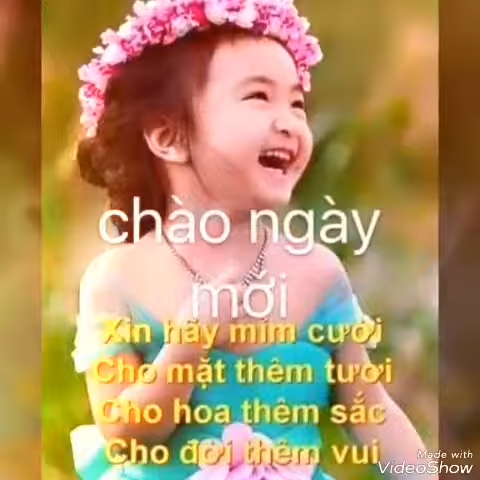 chào ngày
mới
Xin hãy mỉm cười
Cho mặt thêm tươi
Cho hoa thêm sắc
Cho đời thêm vui
Made with
VideoShow